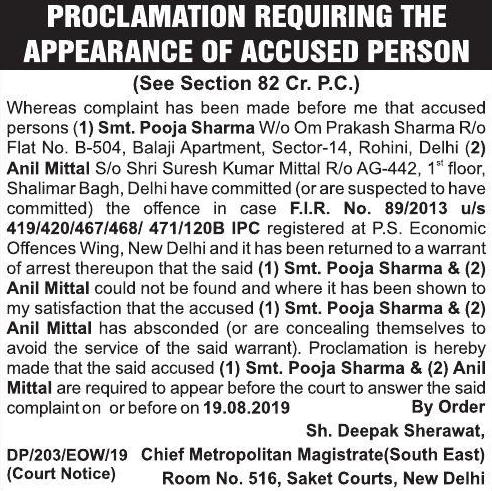 PROCLAMATION REQUIRING THE
APPEARANCE OF ACCUSED PERSON
(See Section 82 Cr. P.C.)
Whereas complaint has been made before me that accused
persons (1) Smt. Pooja Sharma W/o Om Prakash Sharma R/o
Flat No. B-504, Balaji Apartment, Sector-14, Rohini, Delhi (2)
Anil Mittal S/o Shri Suresh Kumar Mittal R/o AG-442, 1st floor,
Shalimar Bagh, Delhi have committed (or are suspected to have
committed) the offence in case F.I.R. No. 89/2013 u/s
419/420/467/468/ 471/120B IPC registered at P.S. Economic
Offences Wing, New Delhi and it has been returned to a warrant
of arrest thereupon that the said (1) Smt. Pooja Sharma & (2)
Anil Mittal could not be found and where it has been shown to
my satisfaction that the accused (1) Smt. Pooja Sharma & (2)
Anil Mittal has absconded (or are concealing themselves to
avoid the service of the said warrant). Proclamation is hereby
made that the said accused (1) Smt. Pooja Sharma & (2) Anil
Mittal are required to appear before the court to answer the said
complaint on or before on 19.08.2019 By Order
Sh. Deepak Sherawat,
DP/203/EOW/19 Chief Metropolitan Magistrate(South East)
(Court Notice) Room No. 516, Saket Courts, New Delhi